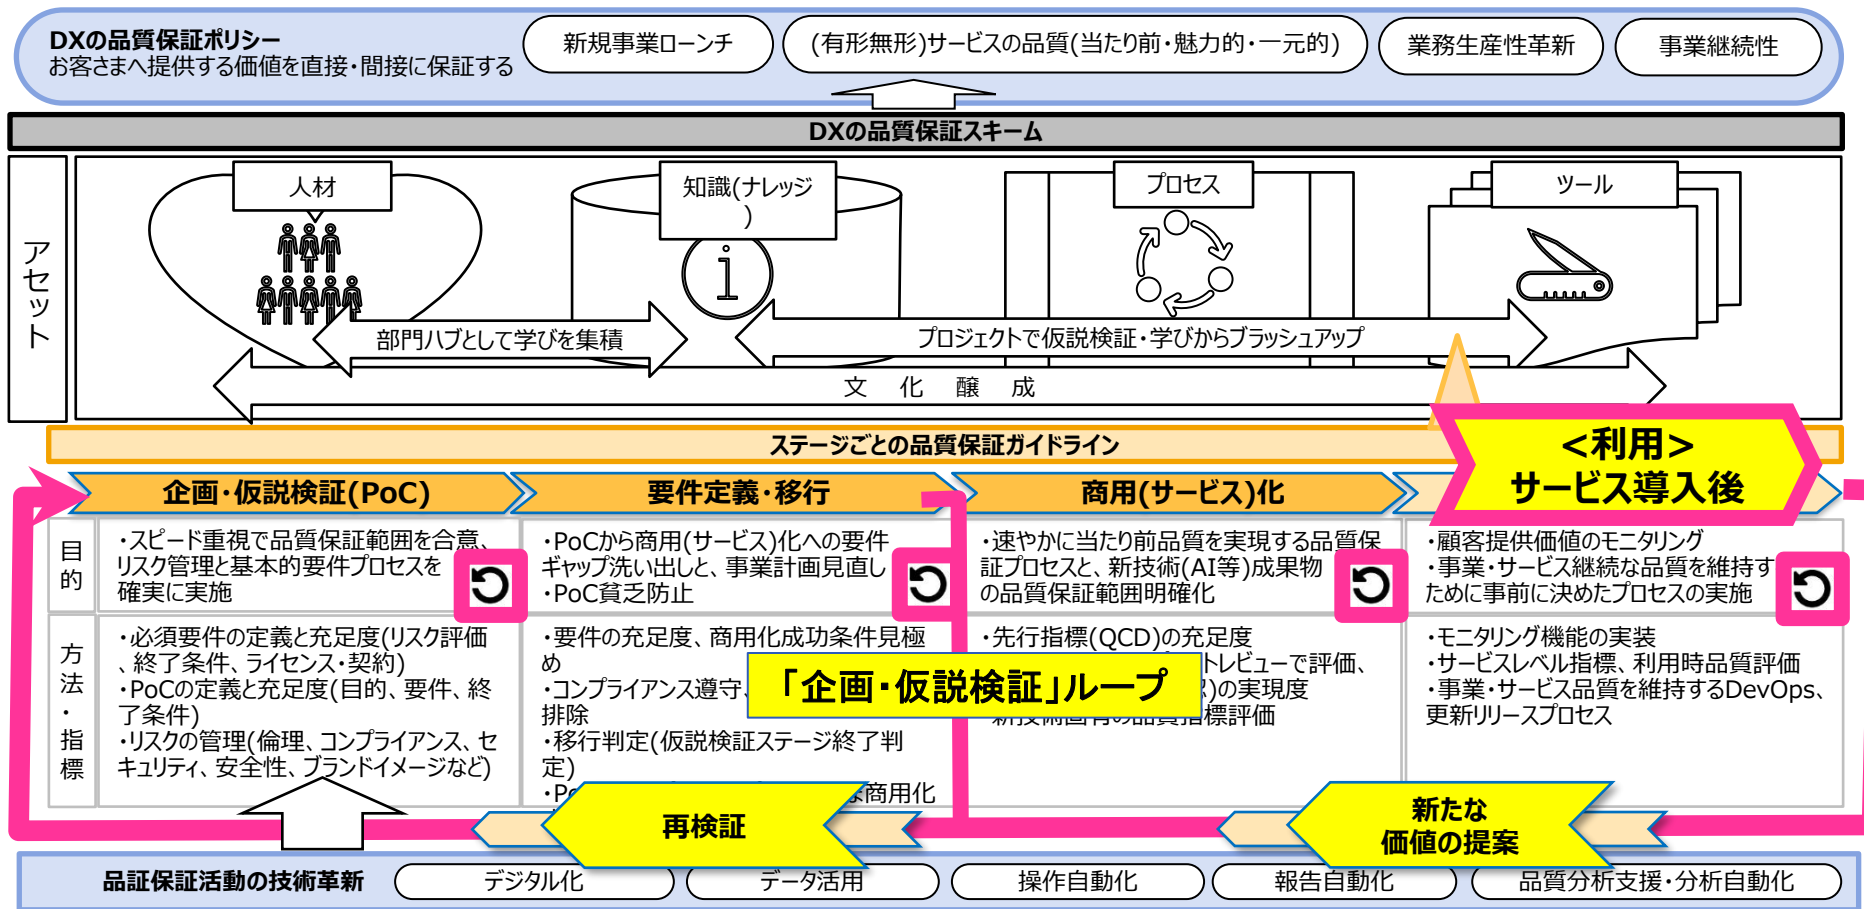 DXの品質保証ポリシー
お客さまへ提供する価値を直接・間接に保証する
新規事業ローンチ
(有形無形)サービスの品質(当たり前・魅力的・一元的)
業務生産性革新
事業継続性
DXの品質保証スキーム
アセット
人材
知識(ナレッジ
)
プロセス
ツール
部門ハブとして学びを集積
プロジェクトで仮説検証・学びからブラッシュアップ
文 化 醸 成
ステージごとの品質保証ガイドライン
<利用>
サービス導入後
企画・仮説検証(PoC)
要件定義・移行
商用(サービス)化
目的
・スピード重視で品質保証範囲を合意、
リスク管理と基本的要件プロセスを
確実に実施
・PoCから商用(サービス)化への要件
ギャップ洗い出しと、事業計画見直し
・PoC貧乏防止
・速やかに当たり前品質を実現する品質保
証プロセスと、新技術(AI等)成果物
の品質保証範囲明確化
・顧客提供価値のモニタリング
・事業・サービス継続な品質を維持す
ために事前に決めたプロセスの実施
方法・指標
・必須要件の定義と充足度(リスク評価
、終了条件、ライセンス・契約)
・PoCの定義と充足度(目的、要件、終
了条件)
・リスクの管理(倫理、コンプライアンス、セ
キュリティ、安全性、ブランドイメージなど)
・要件の充足度、商用化成功条件見極
め
・コンプライアンス遵守、
排除
・移行判定(仮説検証ステージ終了判
定)
商用化
・先行指標(QCD)の充足度
トレビューで評価、
)の実現度
新技術固有の品質指標評価
・モニタリング機能の実装
・サービスレベル指標、利用時品質評価
・事業・サービス品質を維持するDevOps、
更新リリースプロセス
「企画・仮説検証」ループ
再検証
新たな
価値の提案
品証保証活動の技術革新
デジタル化
データ活用
操作自動化
報告自動化
品質分析支援・分析自動化